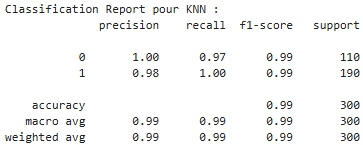 Classification Report pour KNN :
precision recall f1-score support
0 1.00 0.97 0.99 110
1 0.98 1.00 0.99 190
accuracy 0.99 300
macro avg 0.99 0.99 0.99 300
weighted avg 0.99 0.99 0.99 300